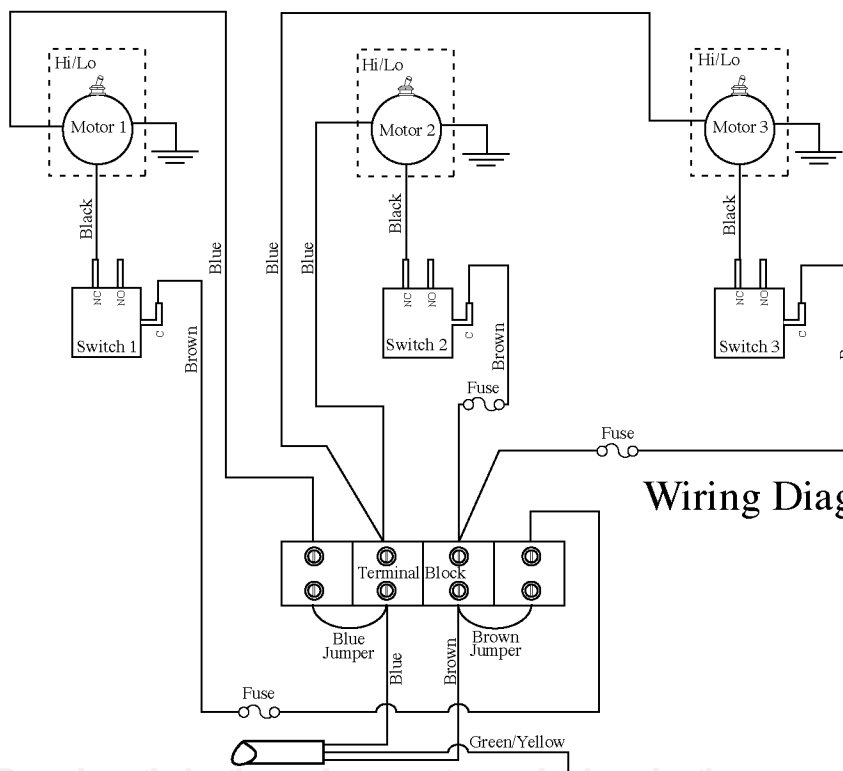 Hi/Lo
Hi/Lo
Hi/Lo
Motor 1
Motor 2
Motor 3
Black
Black
Black
Blue
Blue
Blue
NC
NO
NC
NO
NC
NO
C
C
C
Switch 1
Switch 2
Switch 3
Brown
Brown
Fuse
Fuse
Wiring Diag
Terminal Block
Blue
Jumper
Brown
Jumper
Blue
Brown
Fuse
Green/Yellow